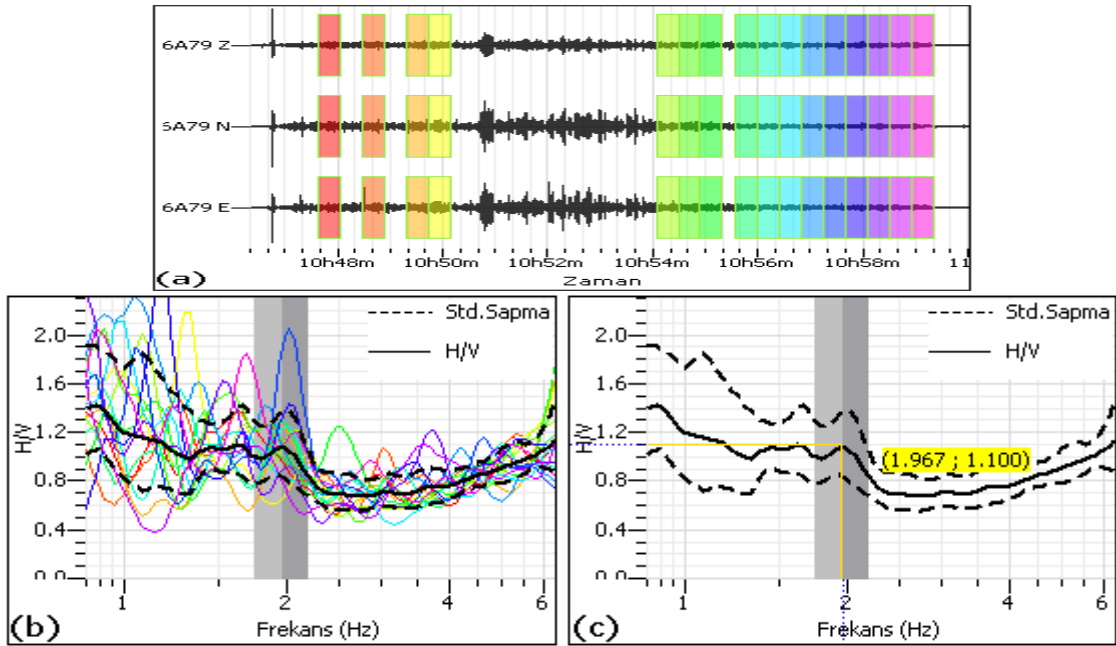 6A79 Z
5A79 N
6A79 E
10h48m 10h50m 10h52m 10h54m 10h56m 10h58m 11
Zaman
(a)
2.0
1.6
1.2
0.8
0.4
0.0
H/V
Std.Sapma
H/V
1 2 4 6
Frekans (Hz)
(b)
2.0
1.6
1.2
0.8
0.4
0.0
H/V
Std.Sapma
H/V
(1.967 ; 1.100)
1 2 4 6
Frekans (Hz)
(c)